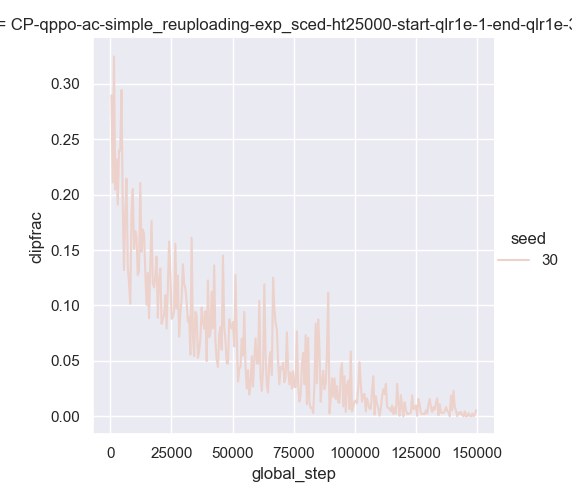 = CP-qppo-ac-simple_reuploading-exp_sced-ht25000-start-qlr1e-1-end-qlr1e-3
0.30
0.25
0.20
0.15
0.10
0.05
0.00
clipfrac
0 25000 50000 75000 100000 125000 150000
global_step
seed
30